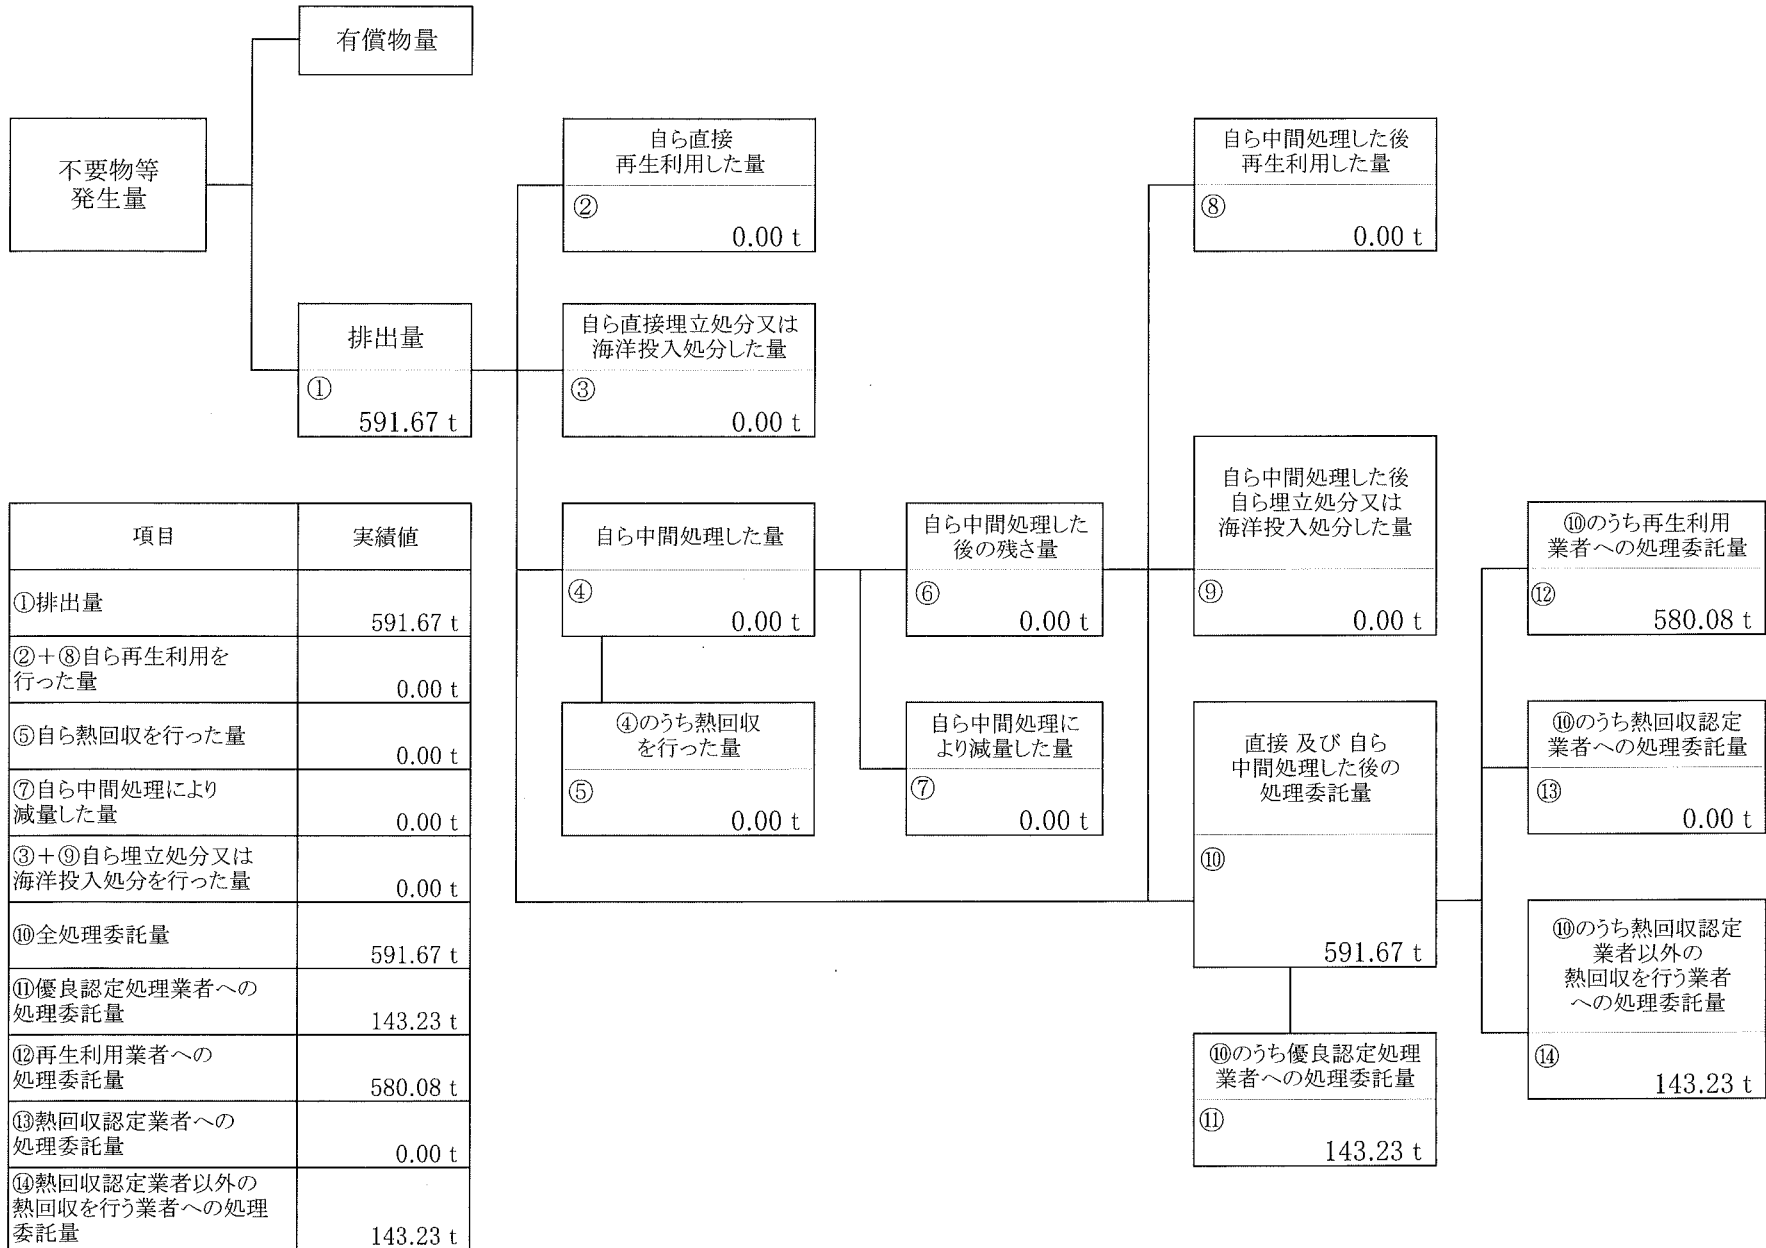 有償物量
不要物等
発生量
排出量
①
591.67 t
自ら直接
再生利用した量
②
0.00 t
自ら直接埋立処分又は
海洋投入処分した量
③
0.00 t
自ら中間処理した量
④
0.00 t
④のうち熱回収
を行った量
⑤
0.00 t
自ら中間処理した
後の残さ量
⑥
0.00 t
自ら中間処理に
より減量した量
⑦
0.00 t
自ら中間処理した後
再生利用した量
⑧
0.00 t
自ら中間処理した後
自ら埋立処分又は
海洋投入処分した量
⑨
0.00 t
直接 及び 自ら
中間処理した後の
処理委託量
⑩
591.67 t
⑩のうち優良認定処理
業者への処理委託量
⑪
143.23 t
⑩のうち再生利用
業者への処理委託量
⑫
580.08 t
⑩のうち熱回収認定
業者への処理委託量
⑬
0.00 t
⑩のうち熱回収認定
業者以外の
熱回収を行う業者
への処理委託量
⑭
143.23 t
項目 実績値
①排出量
591.67 t
②+⑧自ら再生利用を
行った量
0.00 t
⑤自ら熱回収を行った量
0.00 t
⑦自ら中間処理により
減量した量
0.00 t
③+⑨自ら埋立処分又は
海洋投入処分を行った量
0.00 t
⑩全処理委託量
591.67 t
⑪優良認定処理業者への
処理委託量
143.23 t
⑫再生利用業者への
処理委託量
580.08 t
⑬熱回収認定業者への
処理委託量
0.00 t
⑭熱回収認定業者以外の
熱回収を行う業者への処理
委託量
143.23 t